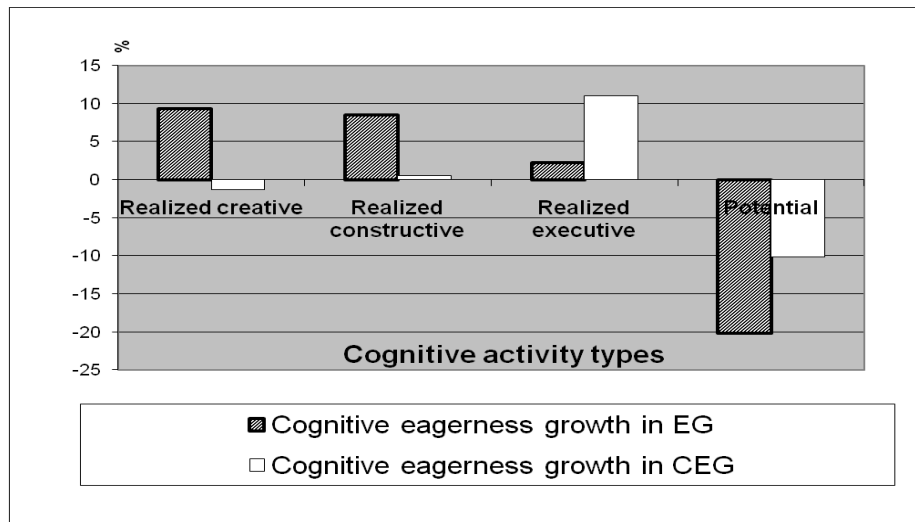 %
15
10
5
0
-5
-10
-15
-20
-25
Realized creative
Realized
constructive
Realized
executive
Potential
Cognitive activity types
Cognitive eagerness growth in EG
Cognitive eagerness growth in CEG